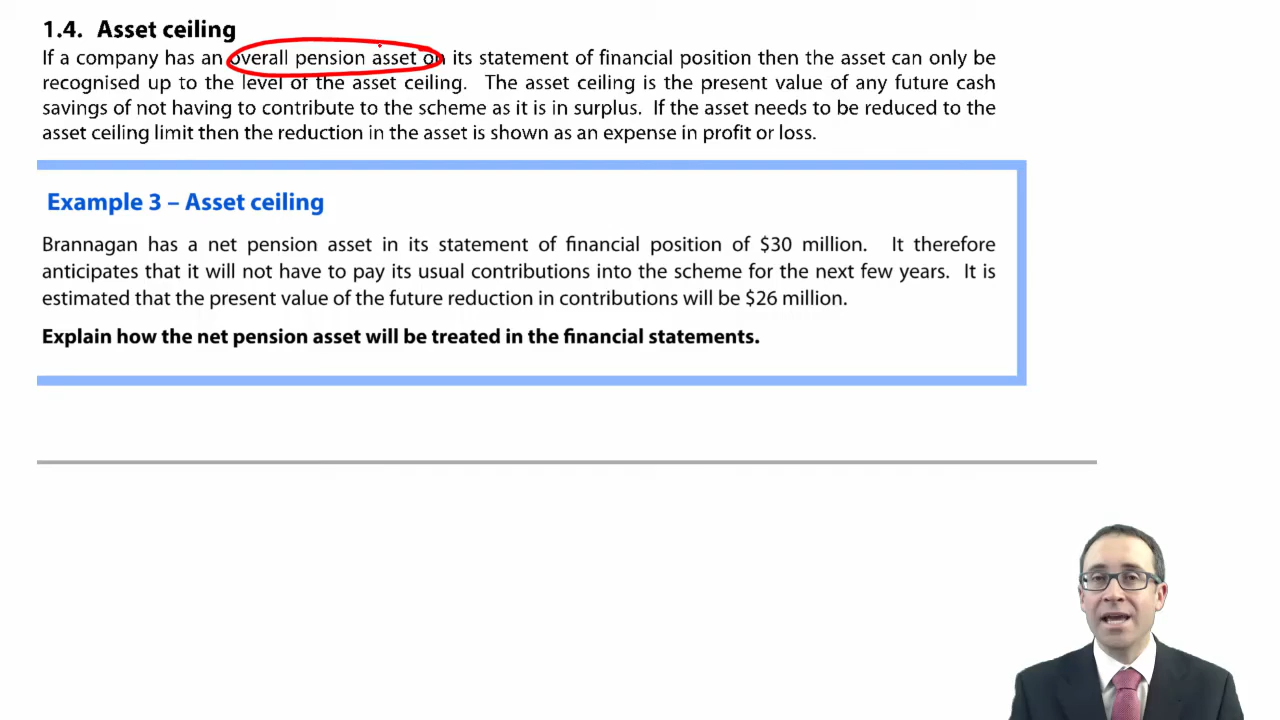 1.4. Asset ceiling
If a company has an overall pension asset on its statement of financial position then the asset can only be
recognised up to the level of the asset ceiling. The asset ceiling is the present value of any future cash
savings of not having to contribute to the scheme as it is in surplus. If the asset needs to be reduced to the
asset ceiling limit then the reduction in the asset is shown as an expense in profit or loss.
Example 3 – Asset ceiling
Brannagan has a net pension asset in its statement of financial position of $30 million. It therefore
anticipates that it will not have to pay its usual contributions into the scheme for the next few years. It is
estimated that the present value of the future reduction in contributions will be $26 million.
Explain how the net pension asset will be treated in the financial statements.